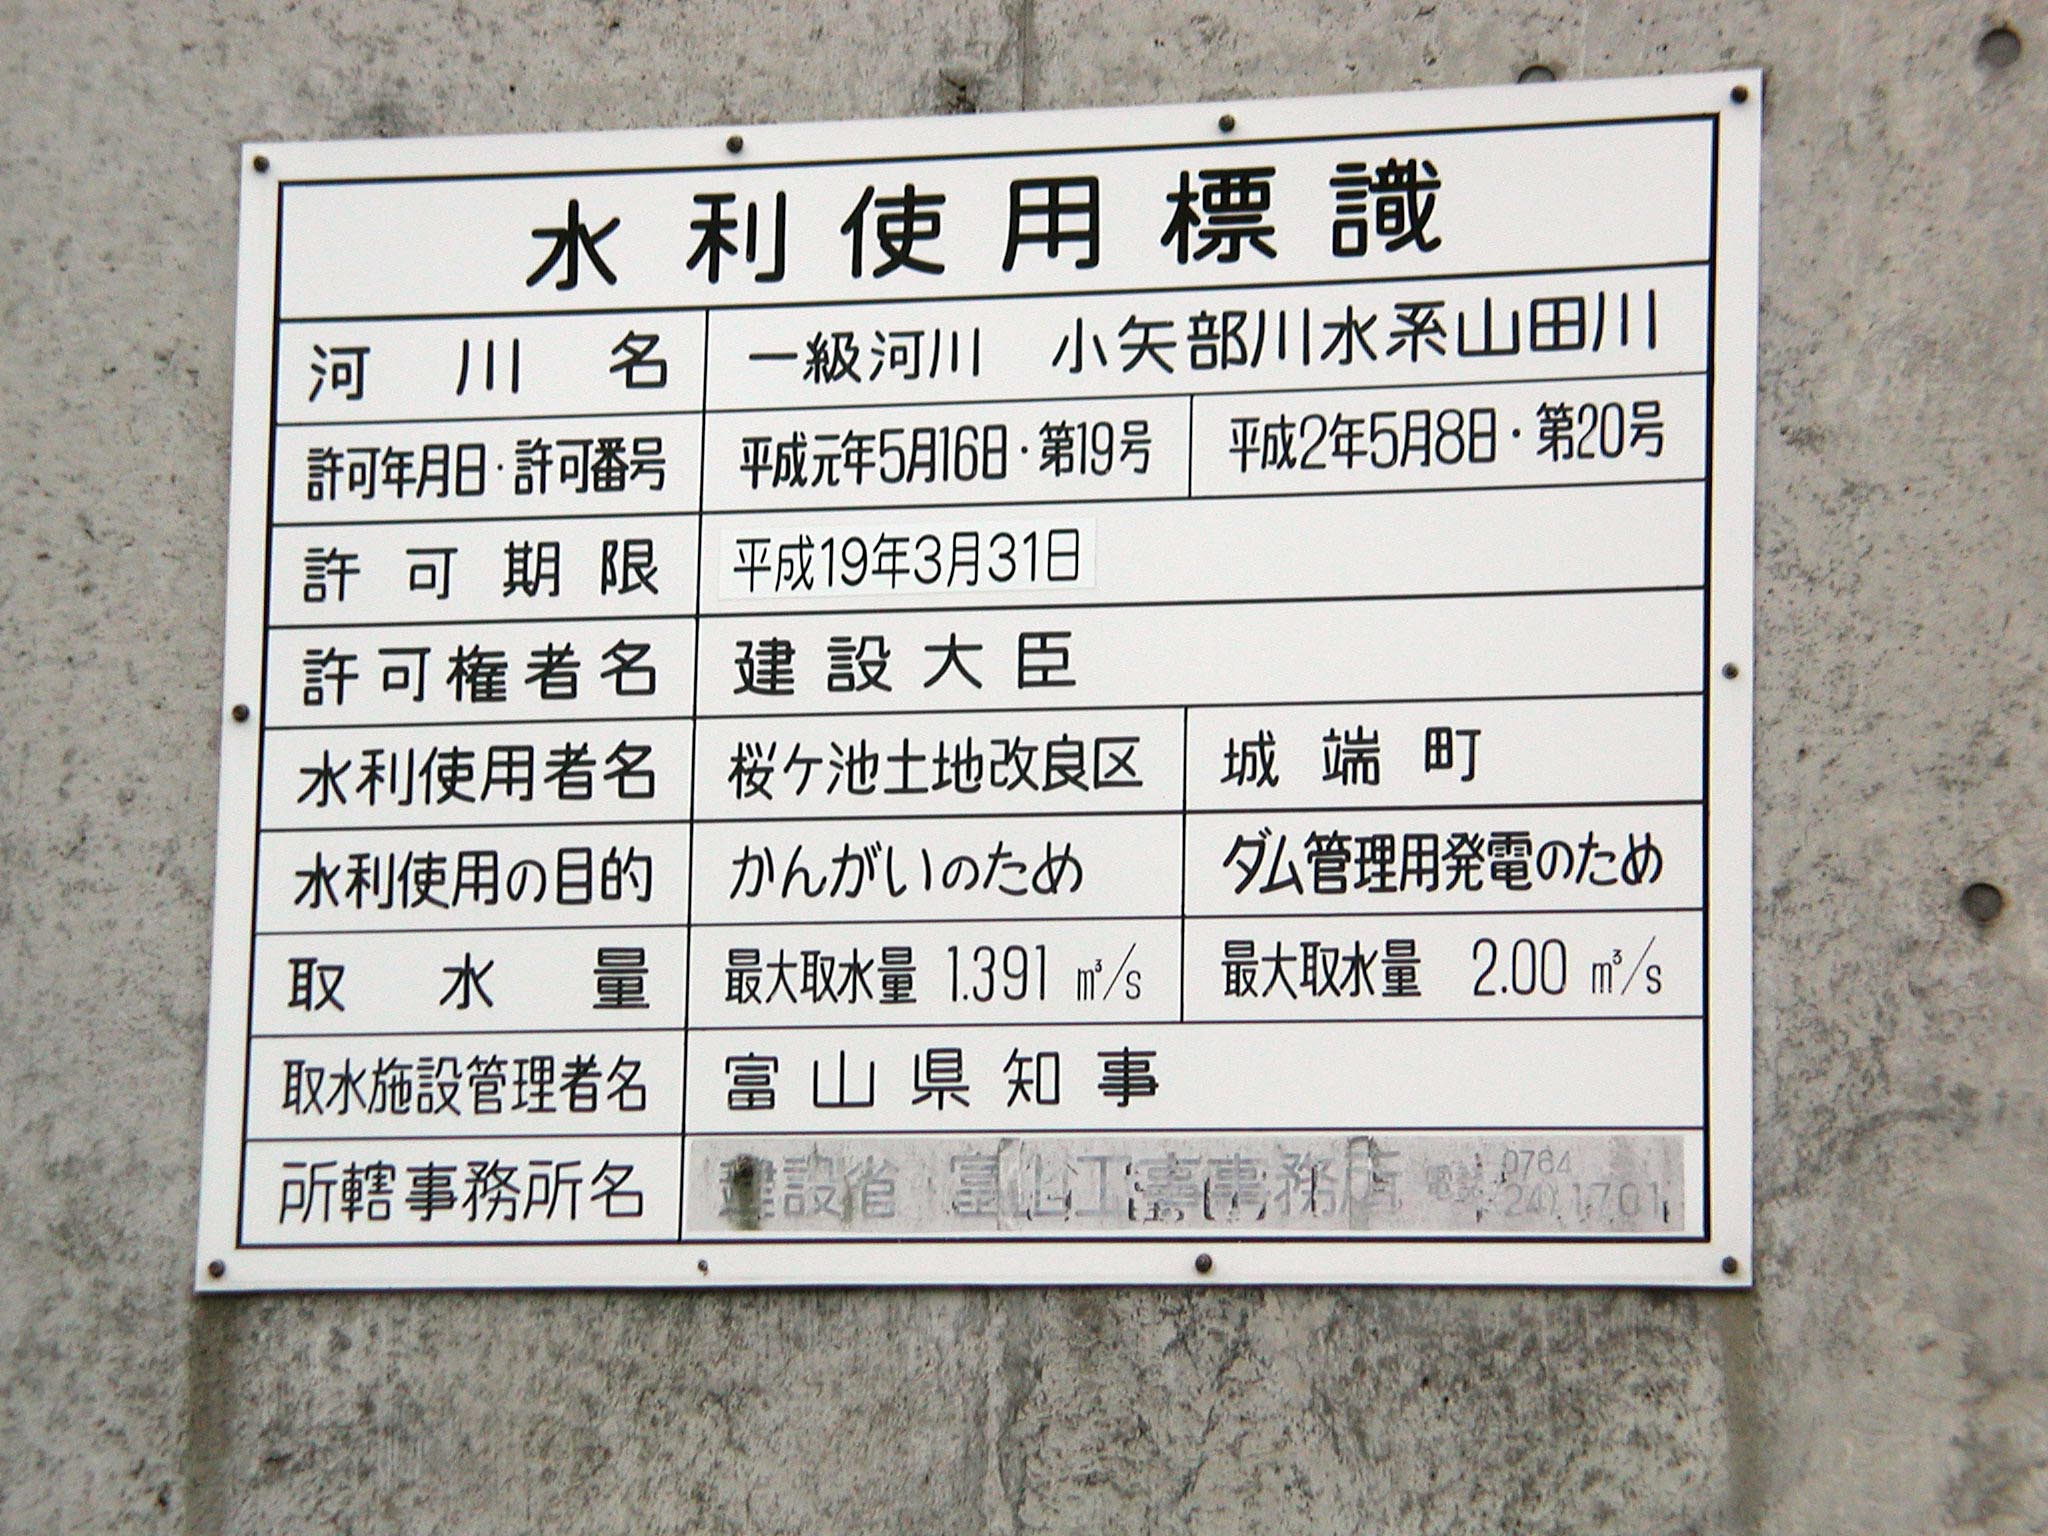 水利使用標識
河川名 一級河川 小矢部川水系山田川
許可年月日・許可番号 平成元年5月16日・第19号 平成2年5月8日・第20号
許可期限 平成19年3月31日
許可権者名 建設大臣
水利使用者名 桜ケ池土地改良区 城端町
水利使用の目的 かんがいのため ダム管理用発電のため
取水量 最大取水量 1.391 ㎥/s 最大取水量 2.00 ㎥/s
取水施設管理者名 富山県知事
所轄事務所名 建設省 富山工事事務所 電話 0764 24)1701